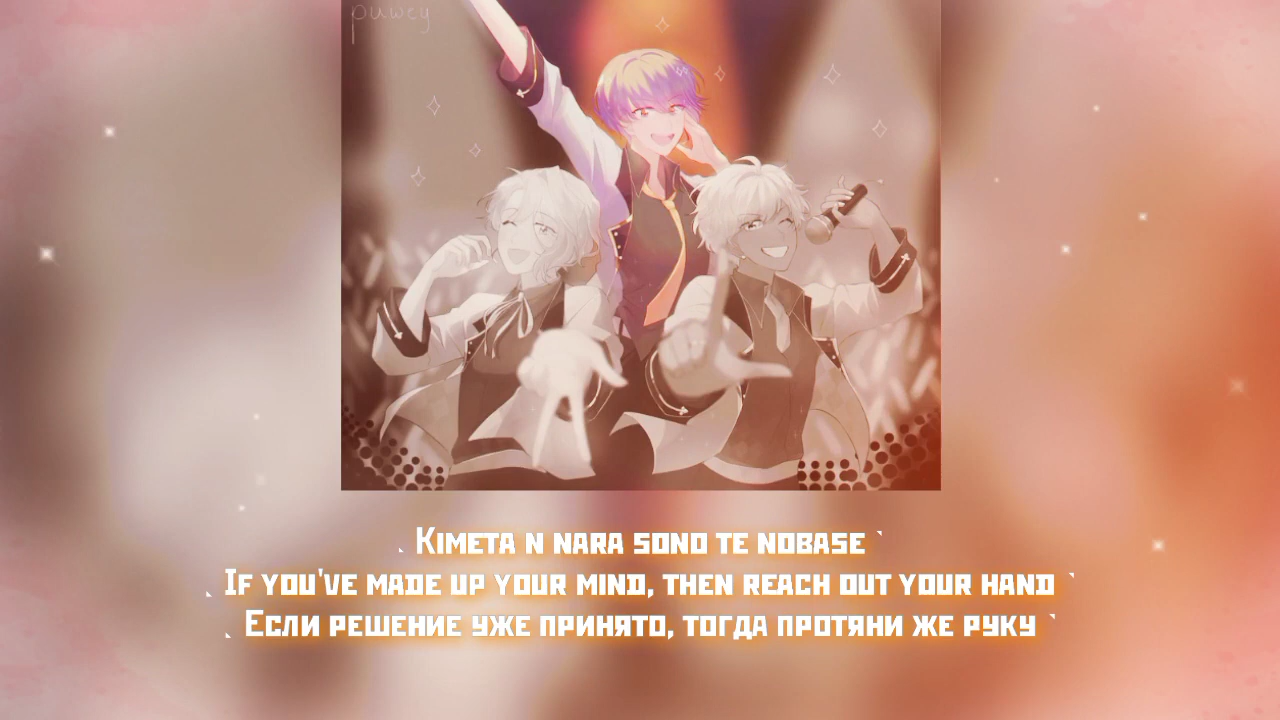 puwey
Kimeta n nara sono te nobase
If you've made up your mind, then reach out your hand
Если решение уже принято, тогда протяни же руку